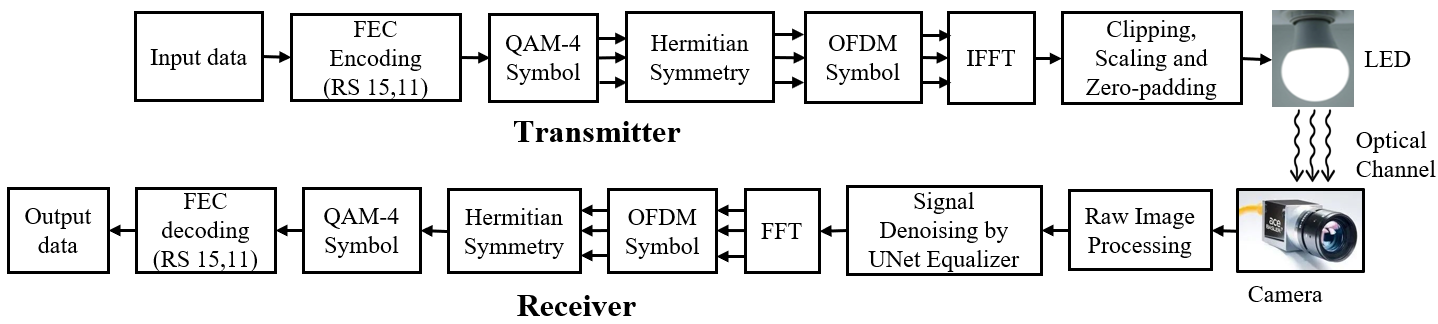 Input data
FEC
Encoding
(RS 15,11)
QAM-4
Symbol
Hermitian
Symmetry
OFDM
Symbol
IFFT
Clipping,
Scaling and
Zero-padding
LED
Transmitter
Optical
Channel
Output
data
FEC
decoding
(RS 15,11)
QAM-4
Symbol
Hermitian
Symmetry
OFDM
Symbol
FFT
Signal
Denoising by
UNet Equalizer
Raw Image
Processing
ace
Camera
Receiver